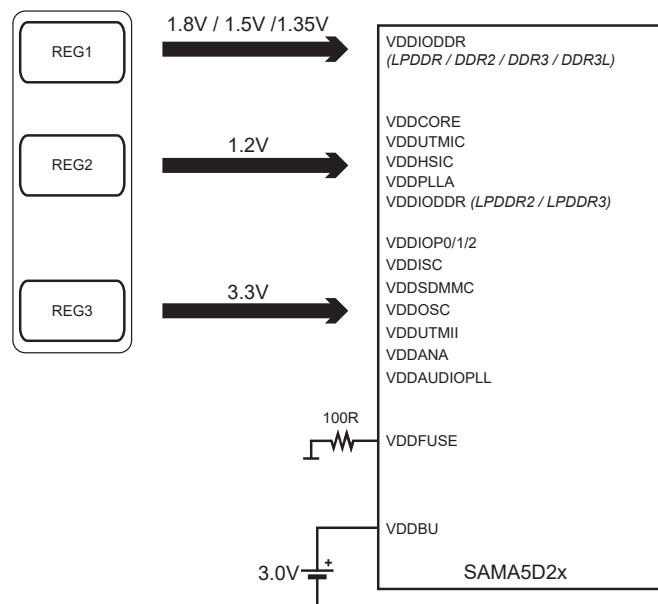 1.8V / 1.5V /1.35V
REG1
VDDIODDR
(LPDDR / DDR2 / DDR3 / DDR3L)
VDDCORE
VDDUTMIC
1.2V
REG2
VDDHSIC
VDDPLLA
VDDIODDR (LPDDR2 / LPDDR3)
VDDIOP0/1/2
VDDISC
VDDSDMMC
3.3V
REG3
VDDOSC
VDDUTMII
VDDANA
VDDAUDIOPLL
100R
VDDFUSE
VDDBU
3.0V
+
SAMA5D2x